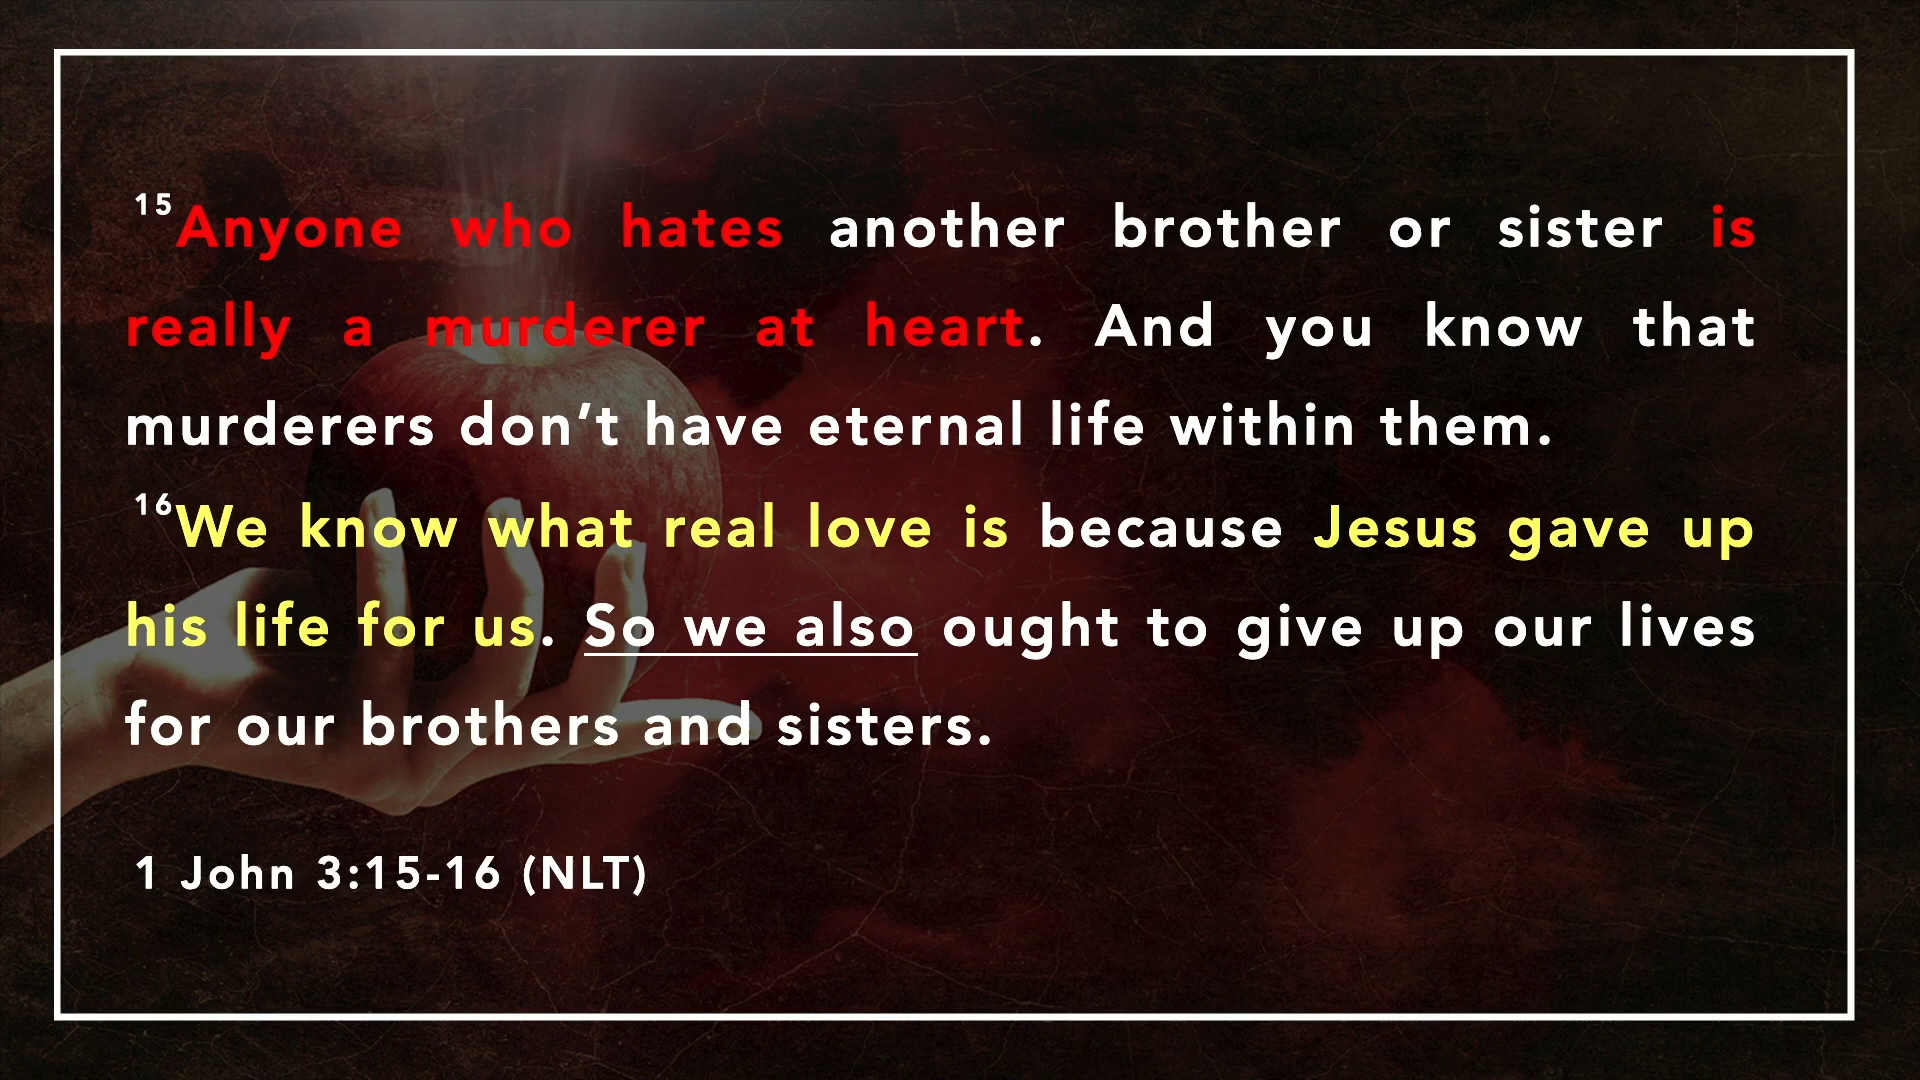 15Anyone who hates another brother or sister is
really a murderer at heart. And you know that
murderers don’t have eternal life within them.
16We know what real love is because Jesus gave up
his life for us. So we also ought to give up our lives
for our brothers and sisters.
1 John 3:15-16 (NLT)